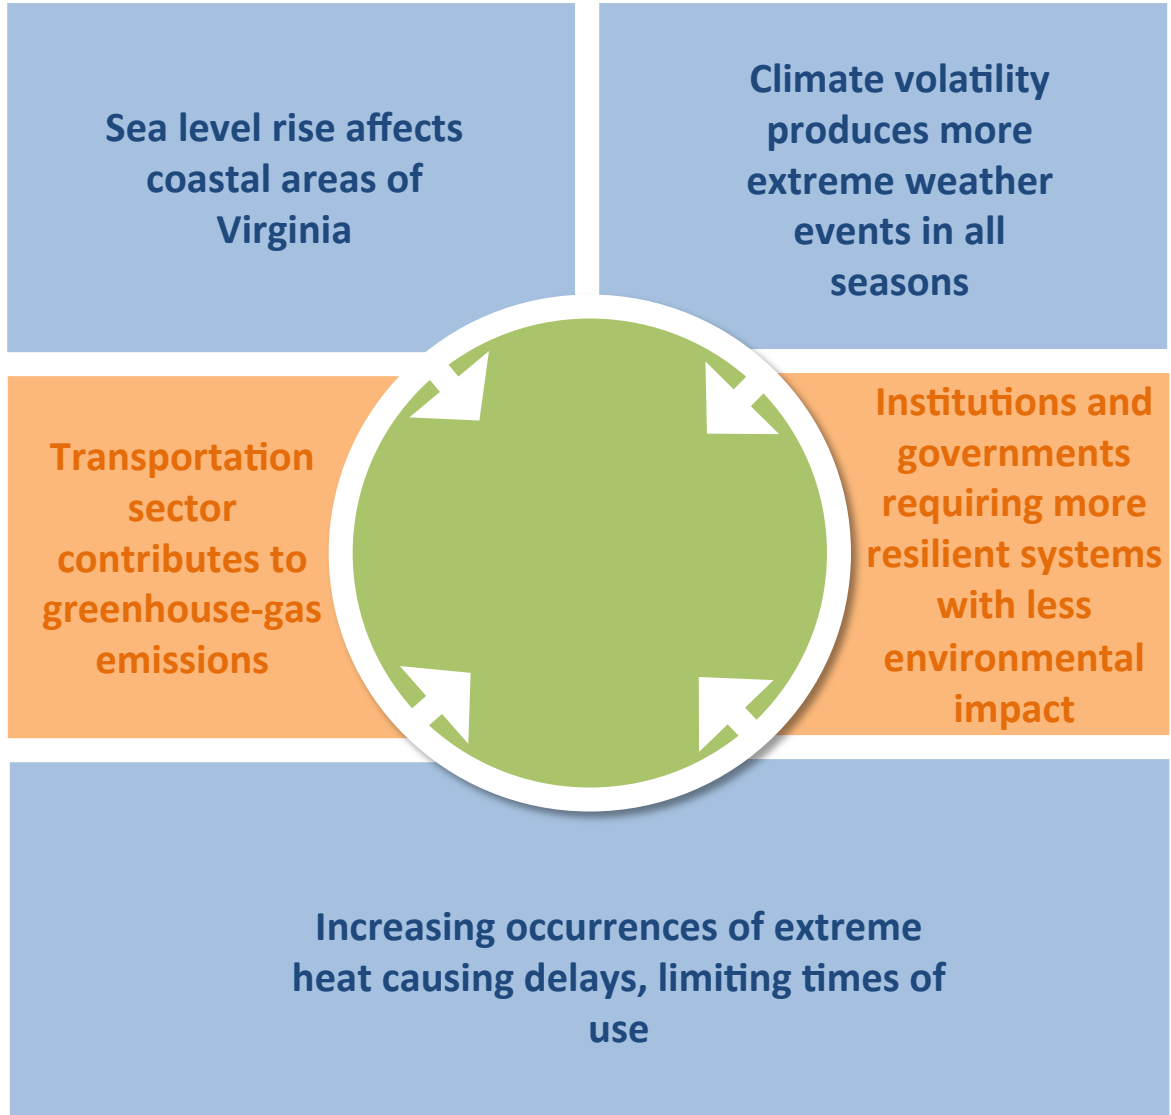 Sea level rise affects
coastal areas of
Virginia
Climate volatility
produces more
extreme weather
events in all
seasons
Transportation
sector
contributes to
greenhouse-gas
emissions
Institutions and
governments
requiring more
resilient systems
with less
environmental
impact
Increasing occurrences of extreme
heat causing delays, limiting times of
use